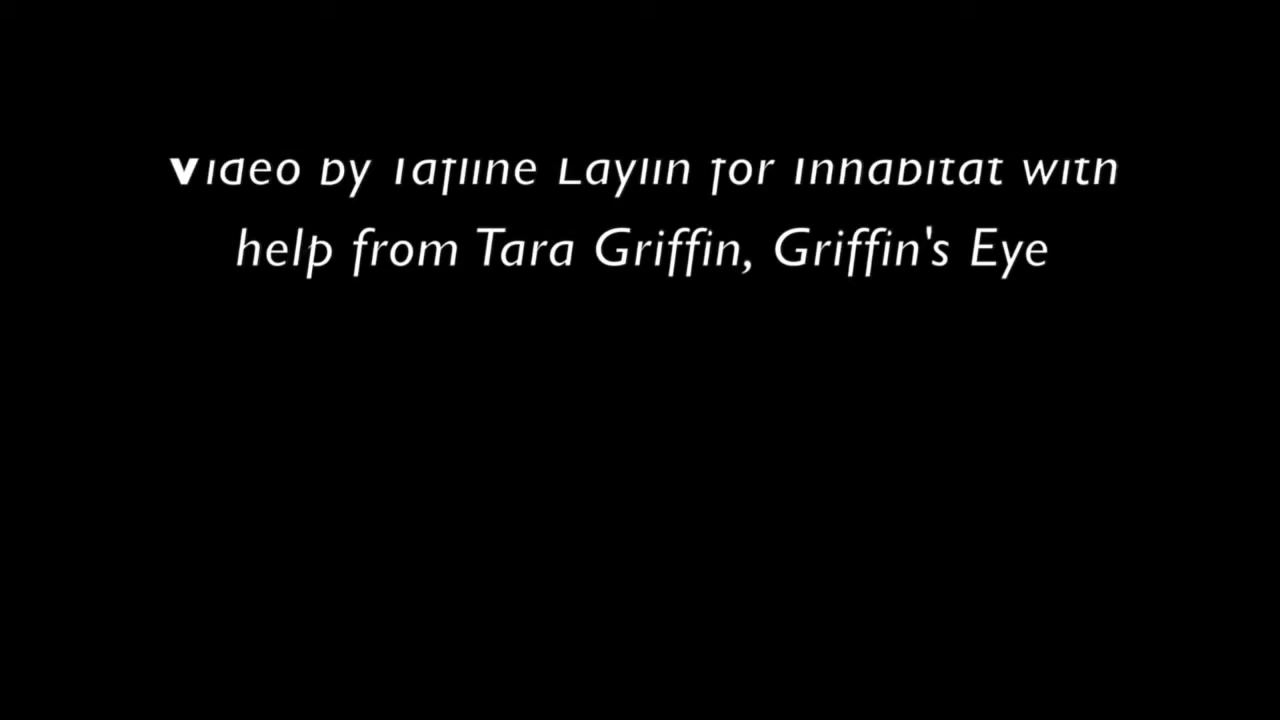 Video by Tafline Laylin for Inhabitat with
help from Tara Griffin, Griffin's Eye